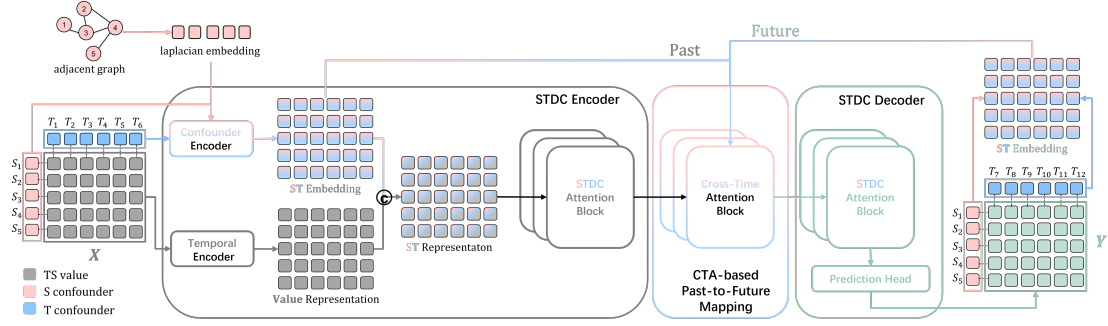 2
1
3
4
5
adjacent graph
laplacian embedding
Past
Future
STDC Encoder
STDC Decoder
T1 T2 T3 T4 T5 T6
S1
S2
S3
S4
S5
X
Confounder
Encoder
Temporal
Encoder
ST Embedding
Value Representation
C
ST Representaton
STDC
Attention
Block
Cross-Time
Attention
Block
CTA-based
Past-to-Future
Mapping
STDC
Attention
Block
Prediction Head
ST Embedding
T7 T8 T9 T10 T11 T12
S1
S2
S3
S4
S5
Y
TS value
S confounder
T confounder